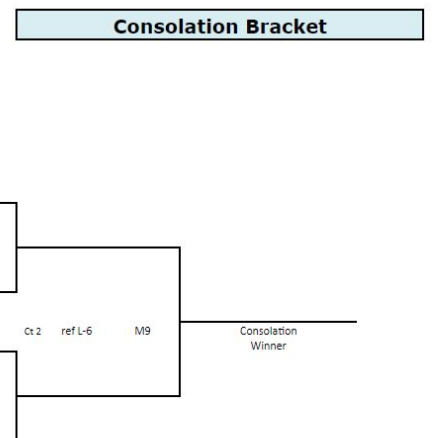 Consolation Bracket
Ct 2 ref L-6 M9
Consolation
Winner